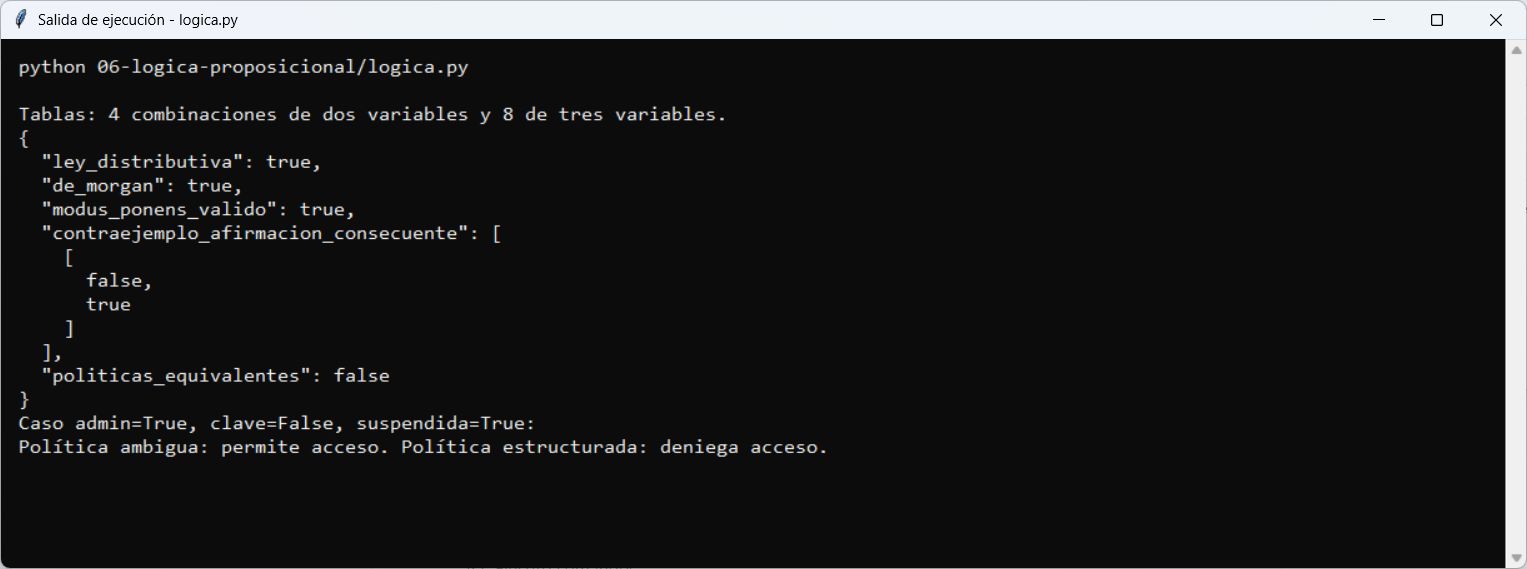 Salida de ejecución - logica.py
python 06-logica-proposicional/logica.py
Tablas: 4 combinaciones de dos variables y 8 de tres variables.
{
  "ley_distributiva": true,
  "de_morgan": true,
  "modus_ponens_valido": true,
  "contraejemplo_afirmacion_consecuente": [
    [
      false,
      true
    ]
  ],
  "politicas_equivalentes": false
}
Caso admin=True, clave=False, suspendida=True:
Política ambigua: permite acceso. Política estructurada: deniega acceso.